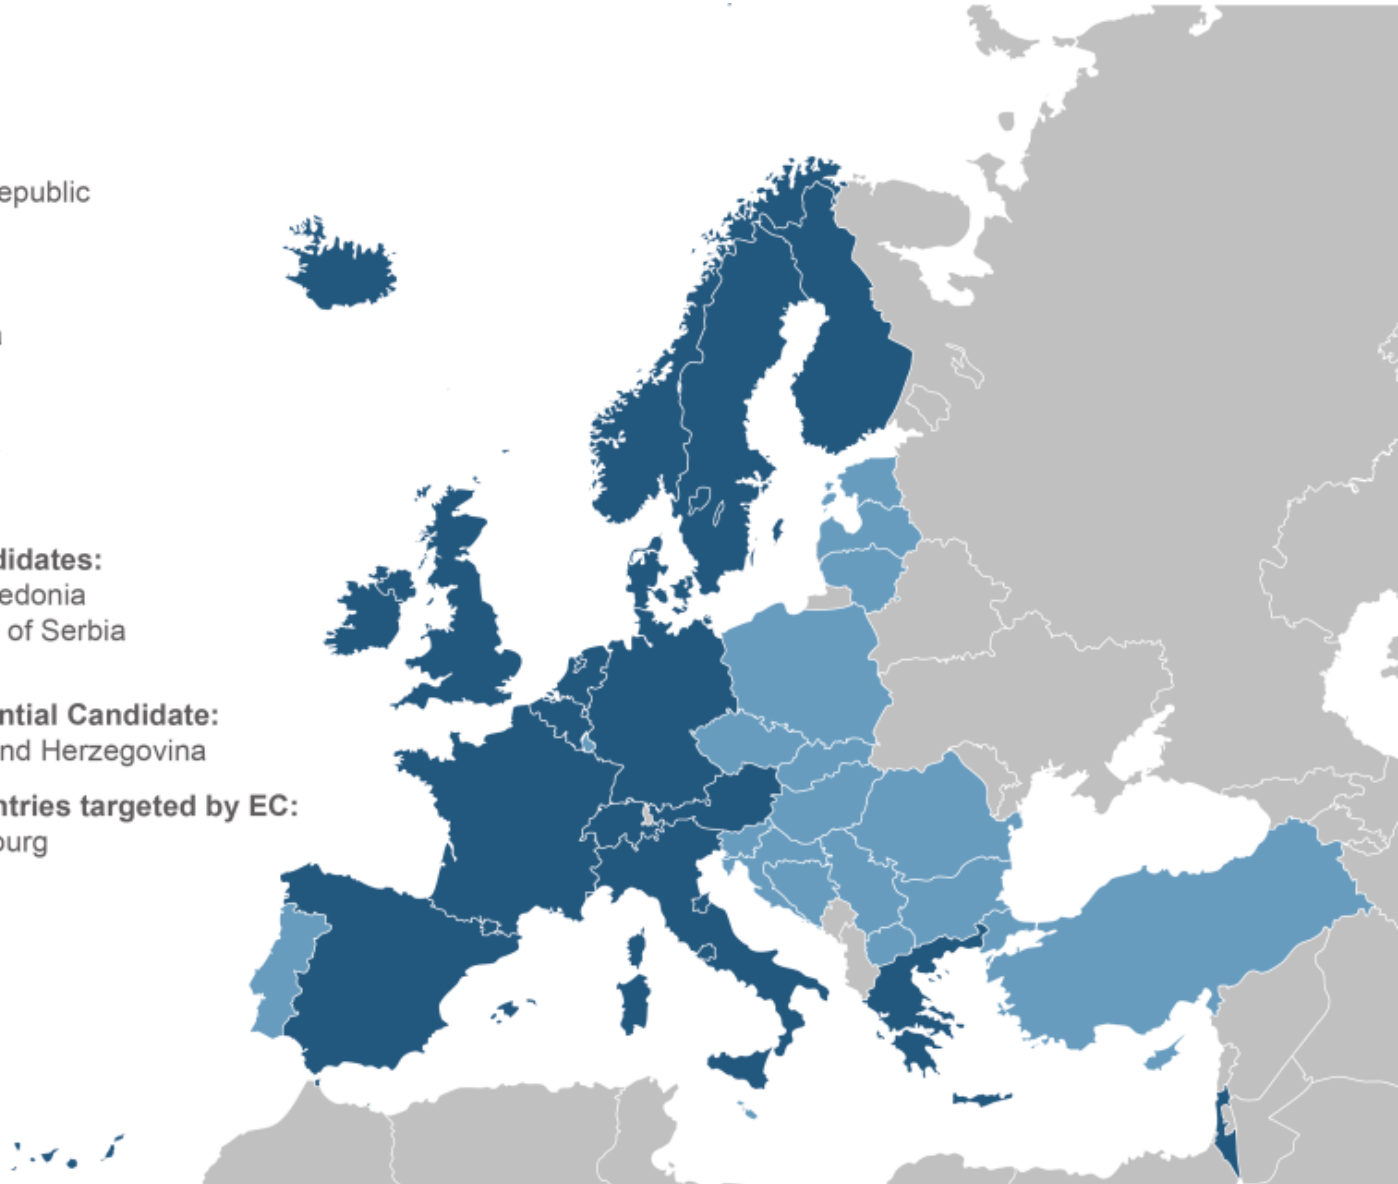 epublic
a
didates:
edonia
of Serbia
ntial Candidate:
nd Herzegovina
ntries targeted by EC:
ourg